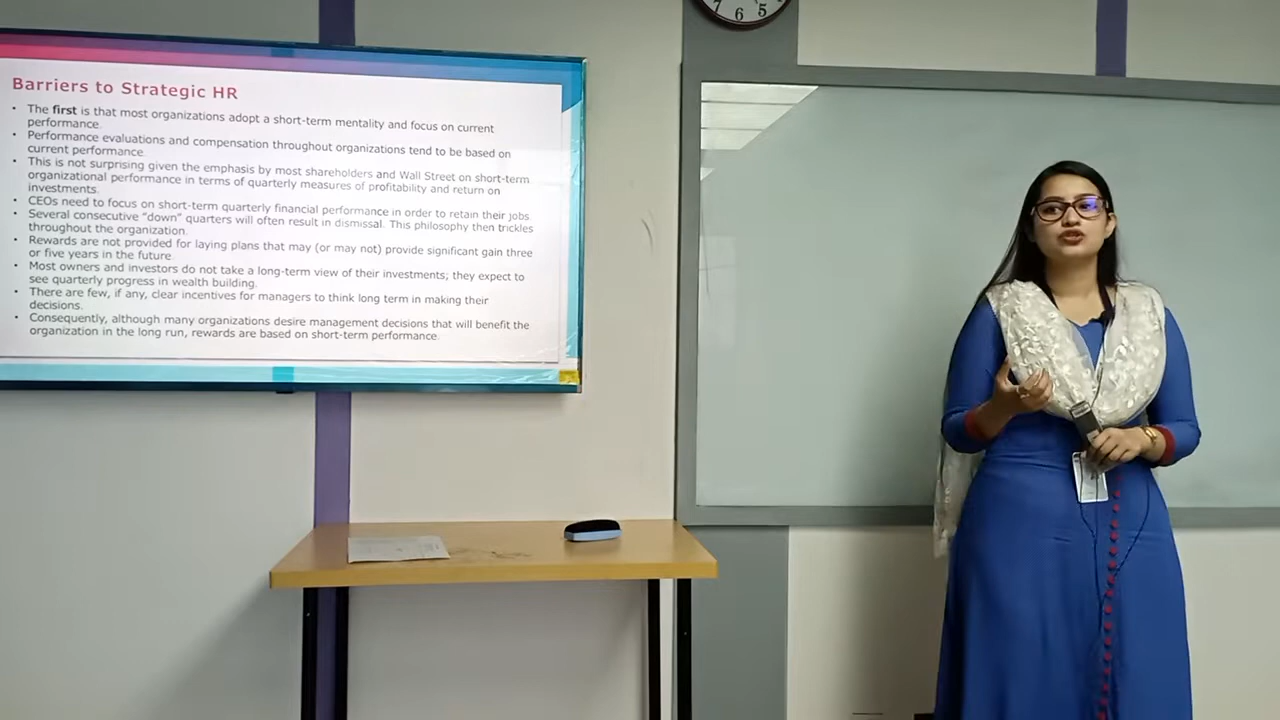 Barriers to Strategic HR
• The first is that most organizations adopt a short-term mentality and focus on current
performance.
• Performance evaluations and compensation throughout organizations tend to be based on
current performance.
• This is not surprising given the emphasis by most shareholders and Wall Street on short-term
organizational performance in terms of quarterly measures of profitability and return on
investments.
• CEOs need to focus on short-term quarterly financial performance in order to retain their jobs.
• Several consecutive “down” quarters will often result in dismissal. This philosophy then trickles
throughout the organization.
• Rewards are not provided for laying plans that may (or may not) provide significant gain three
or five years in the future.
• Most owners and investors do not take a long-term view of their investments; they expect to
see quarterly progress in wealth building.
• There are few, if any, clear incentives for managers to think long term in making their
decisions.
• Consequently, although many organizations desire management decisions that will benefit the
organization in the long run, rewards are based on short-term performance.
7 6 5